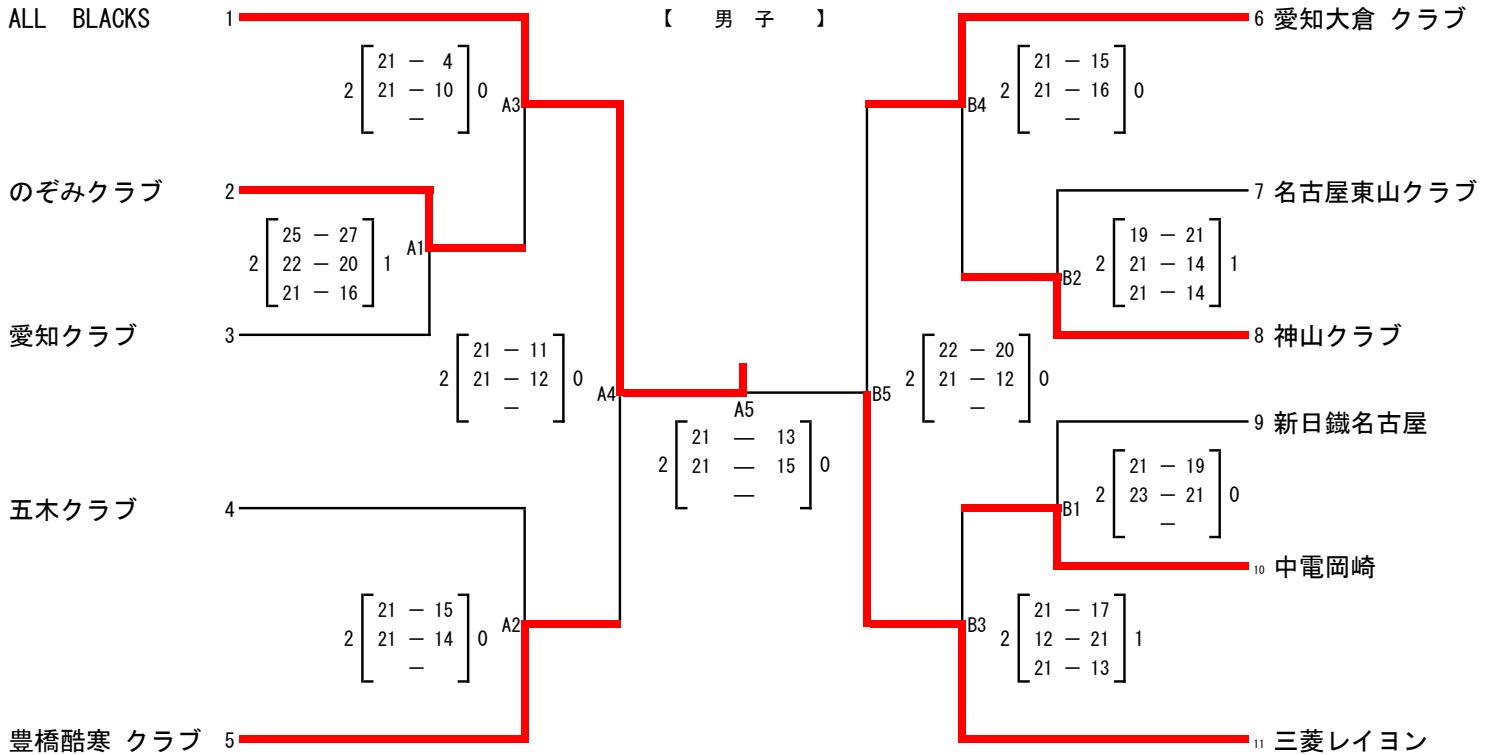 ALL BLACKS 1
【 男 子 】
6 愛知大倉 クラブ
2 21 － 4 0
21 － 10
－
A3
B4
2 21 － 15 0
21 － 16
－
のぞみクラブ 2
7 名古屋東山クラブ
2 25 － 27 1
22 － 20
21 － 16
A1
B2
2 19 － 21 1
21 － 14
21 － 14
愛知クラブ 3
8 神山クラブ
2 21 － 11 0
21 － 12
－
A4
A5
2 21 － 13 0
21 － 15
－
B5
2 22 － 20 0
21 － 12
－
9 新日鐵名古屋
五木クラブ 4
B1
2 21 － 19 0
23 － 21
－
10 中電岡崎
2 21 － 15 0
21 － 14
－
A2
B3
2 21 － 17 1
12 － 21
21 － 13
豊橋酷寒 クラブ 5
11 三菱レイヨン